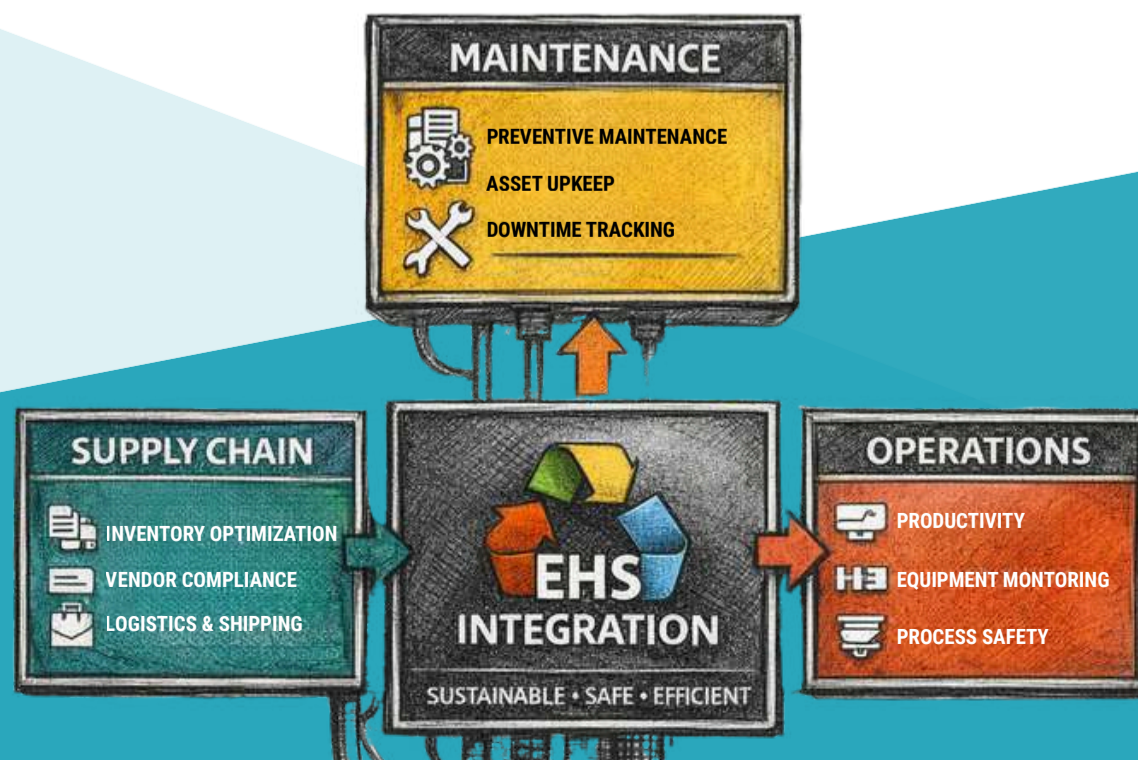 MAINTENANCE
PREVENTIVE MAINTENANCE
ASSET UPKEEP
DOWNTIME TRACKING
SUPPLY CHAIN
INVENTORY OPTIMIZATION
VENDOR COMPLIANCE
LOGISTICS & SHIPPING
EHS
INTEGRATION
SUSTAINABLE • SAFE • EFFICIENT
OPERATIONS
PRODUCTIVITY
EQUIPMENT MONTORING
PROCESS SAFETY